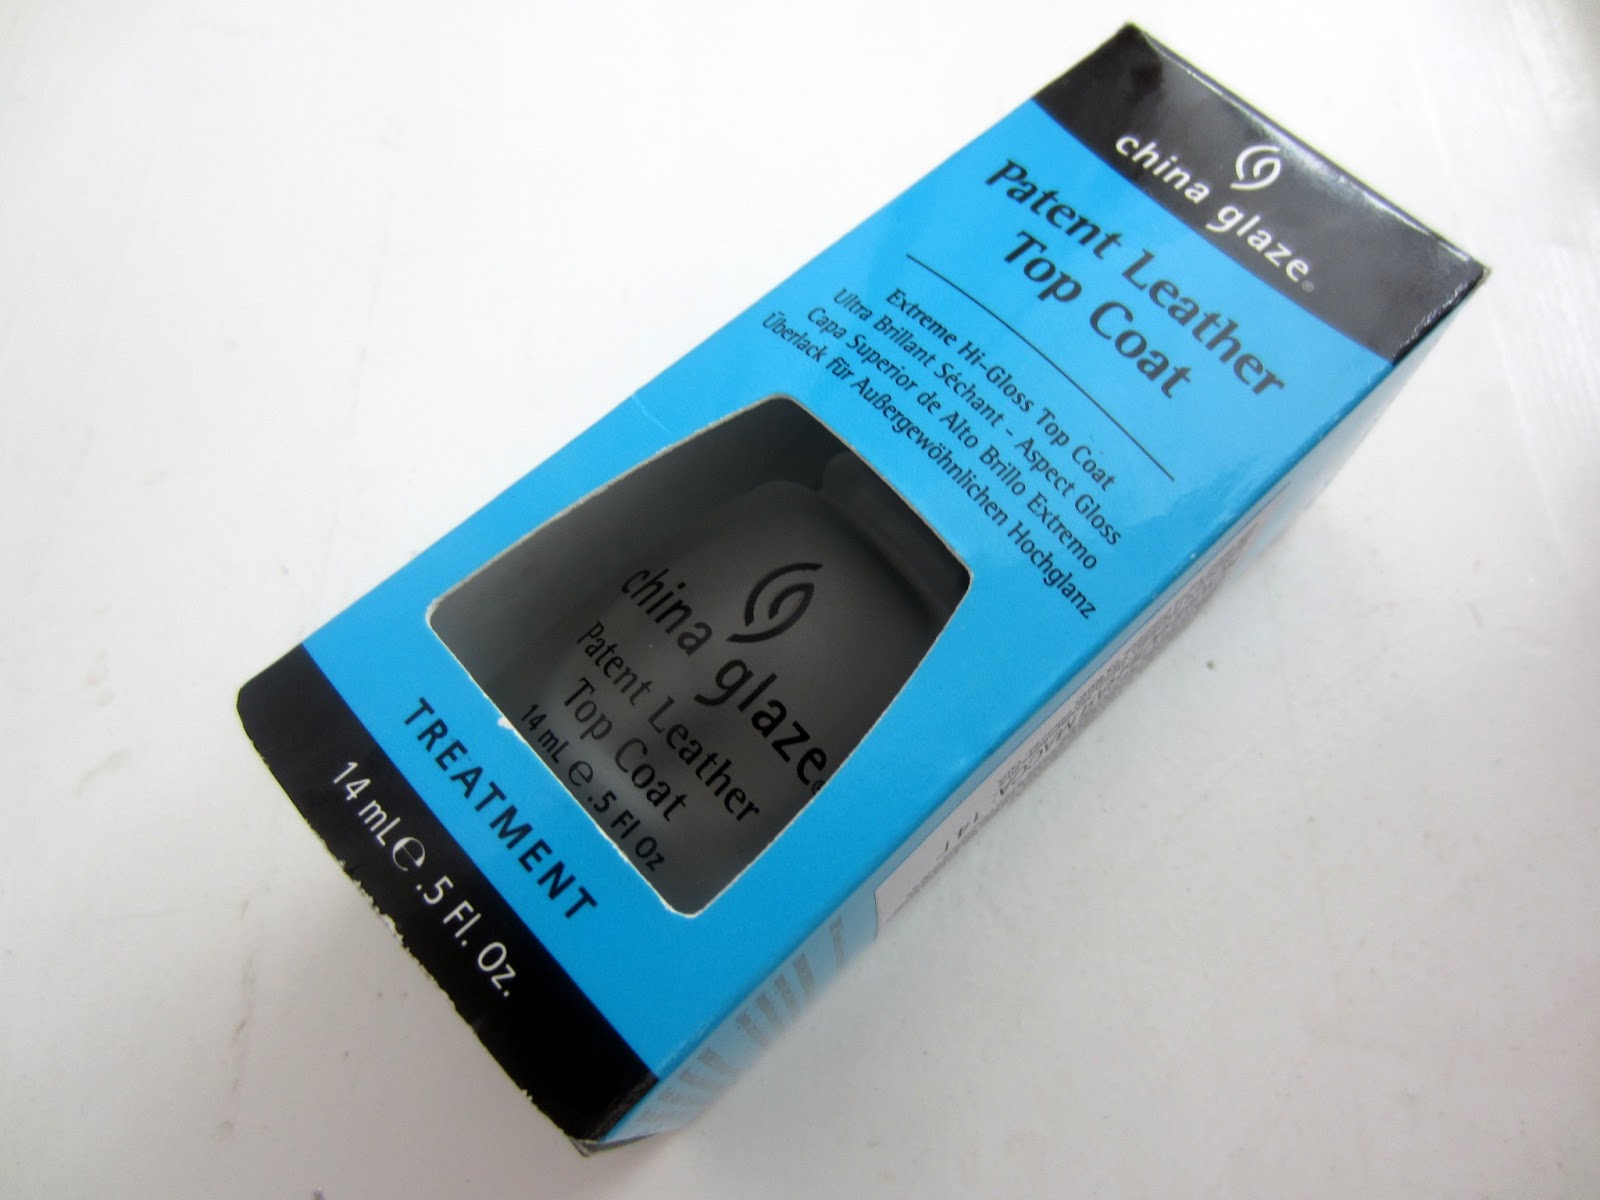 china glaze®
Patent Leather
Top Coat
Extreme Hi-Gloss Top Coat
Ultra Brillant Séchant - Aspect Gloss
Capa Superior de Alto Brillo Extremo
Überlack für Außergewöhnlichen Hochglanz
china glaze®
Patent Leather
Top Coat
14 mL e .5 Fl Oz
TREATMENT
14 mL e .5 Fl. Oz.